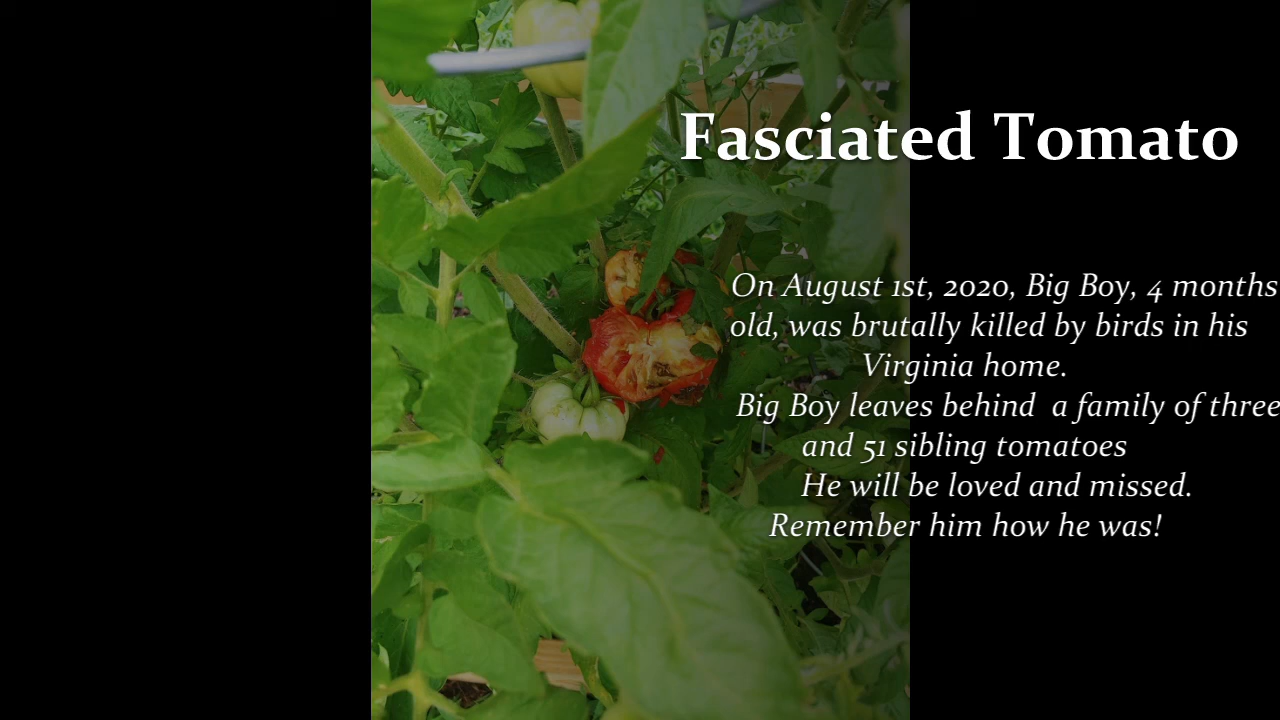 Fasciated Tomato
On August 1st, 2020, Big Boy, 4 months
old, was brutally killed by birds in his
Virginia home.
Big Boy leaves behind  a family of three
and 51 sibling tomatoes
He will be loved and missed.
Remember him how he was!